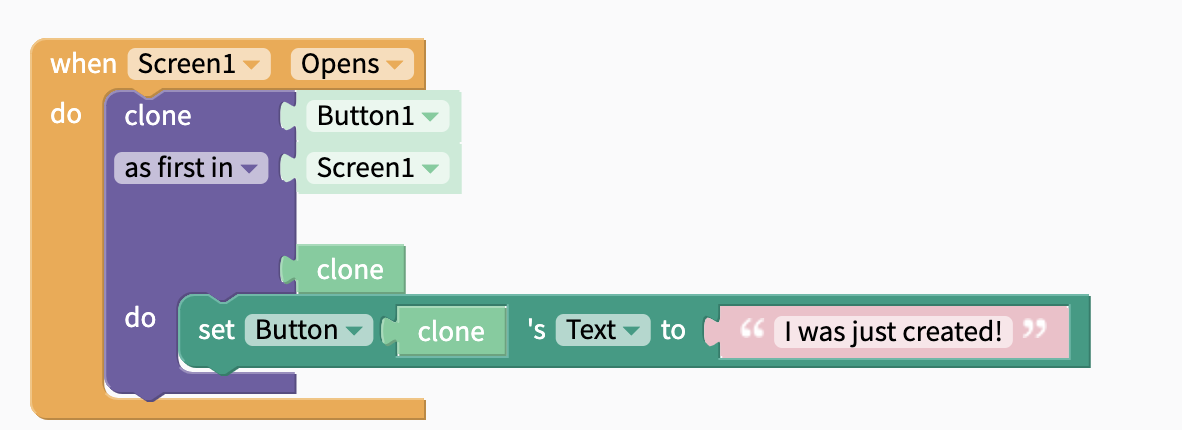 when Screen1 Opens
do clone Button1
as first in Screen1
clone
do set Button clone 's Text to “ I was just created! ”